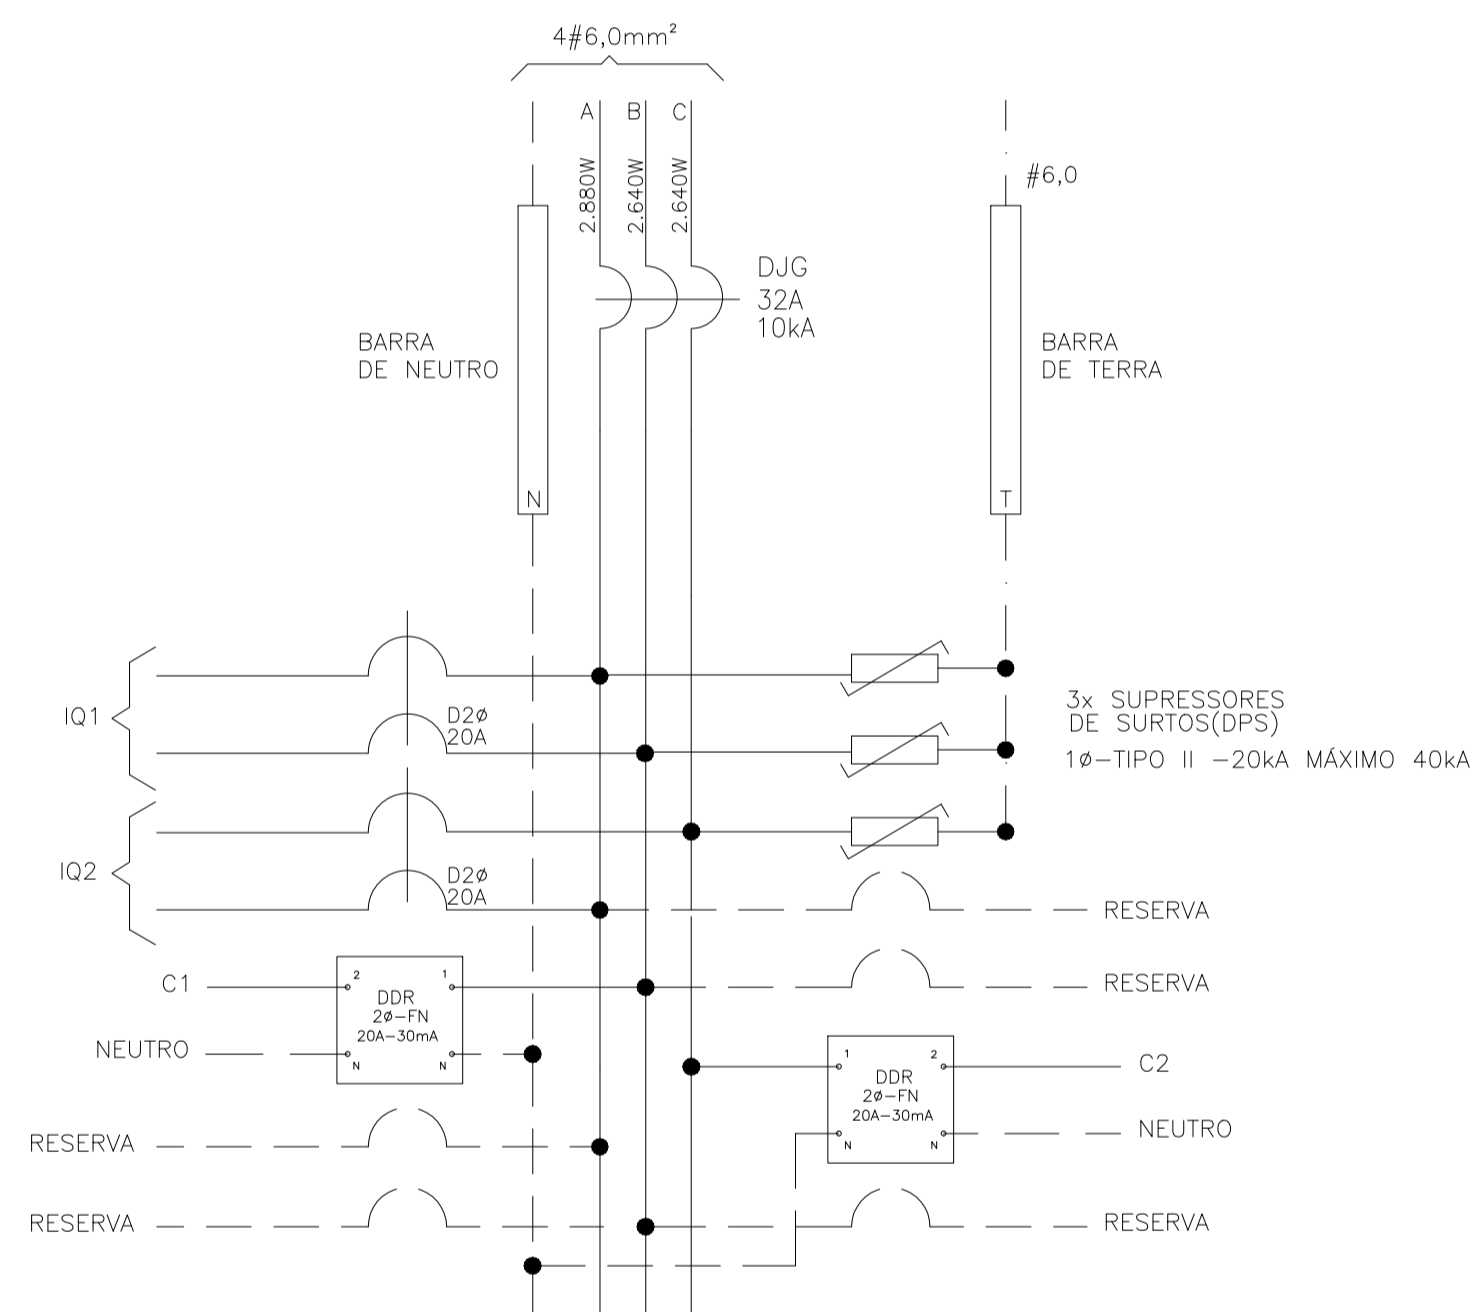 4#6,0mm²
A
B
C
2.880W
2.640W
2.640W
#6,0
DJG
32A
10kA
BARRA
DE NEUTRO
BARRA
DE TERRA
N
T
IQ1
D2ø
20A
3x SUPRESSORES
DE SURTOS(DPS)
1ø-TIPO II -20kA MÁXIMO 40kA
IQ2
D2ø
20A
RESERVA
C1
2
1
DDR
2ø-FN
20A-30mA
N
N
RESERVA
NEUTRO
1
2
DDR
2ø-FN
20A-30mA
N
N
C2
NEUTRO
RESERVA
RESERVA
RESERVA